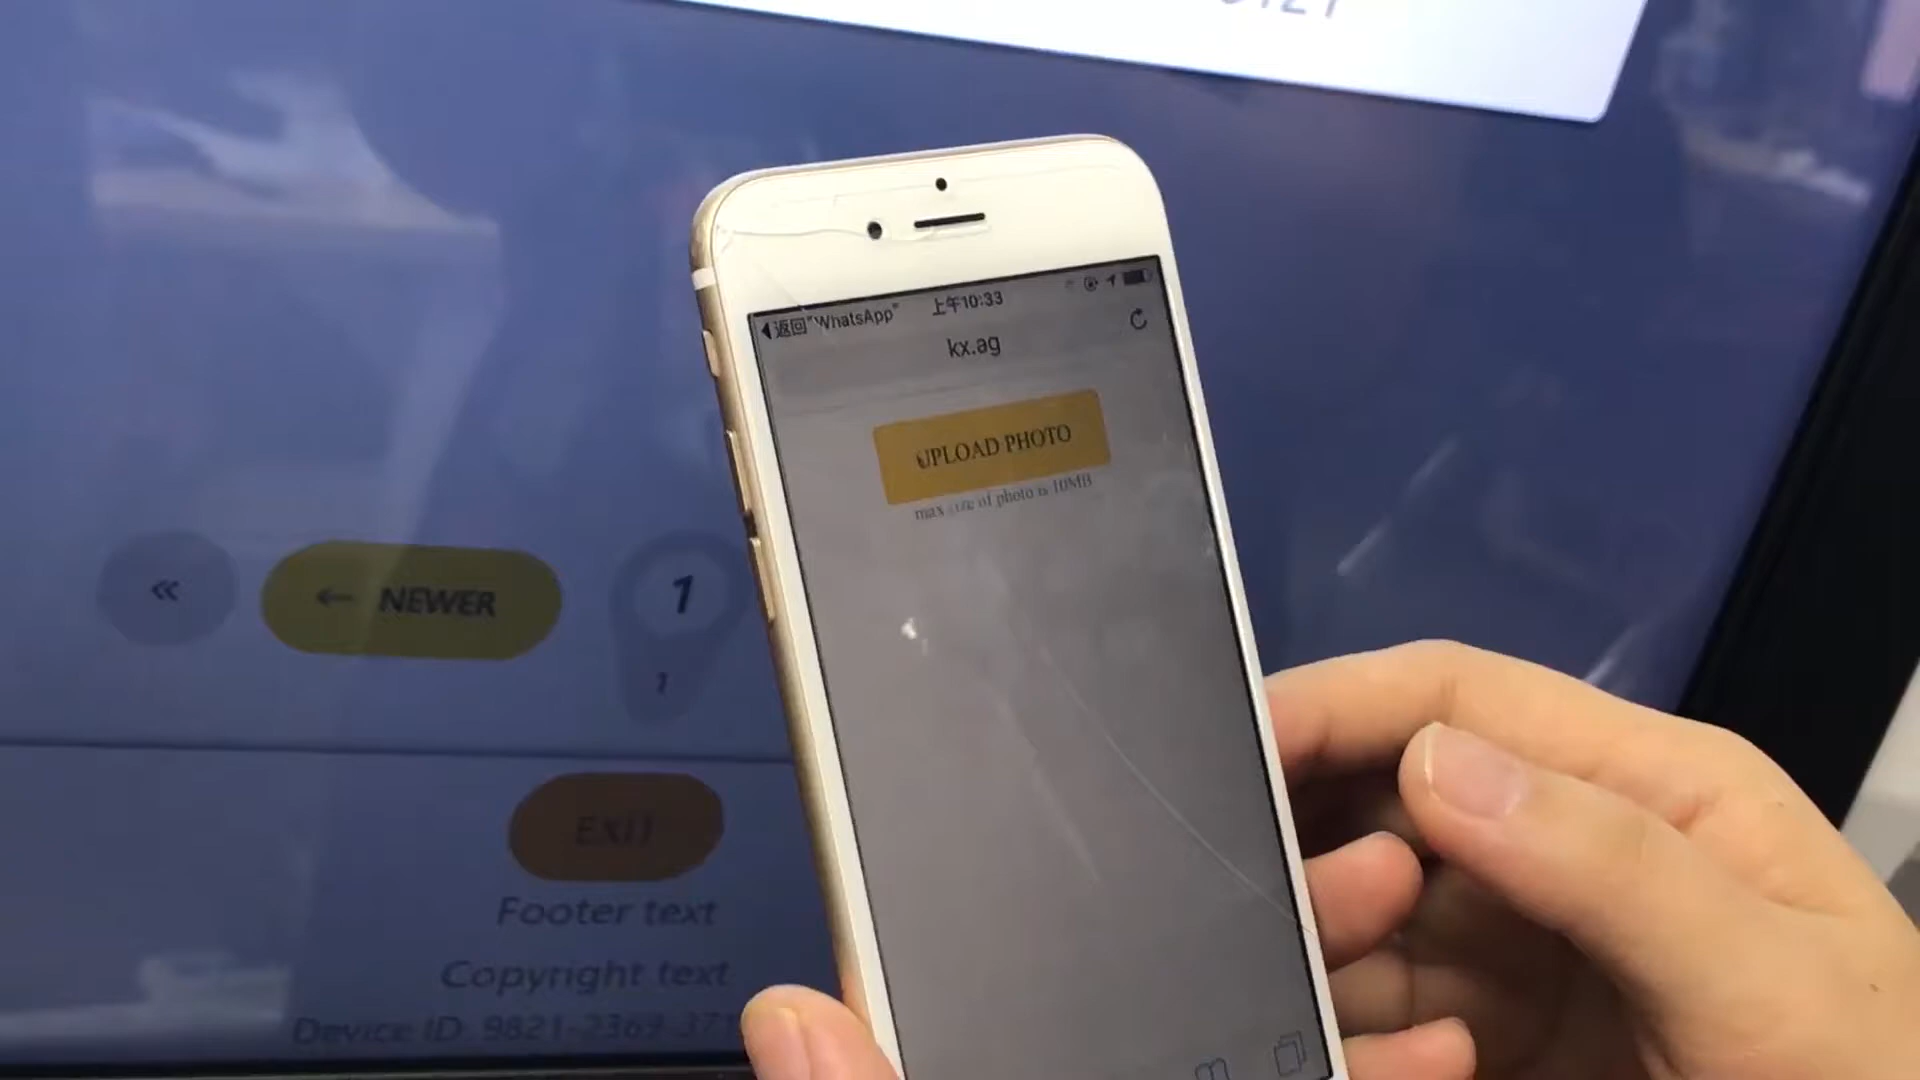 返回"WhatsApp"
上午10:33
kx.ag
UPLOAD PHOTO
max size of photo is 10MB
«
← NEWER
1
1
EXIT
Footer text
Copyright text
Device ID: 9821-2369-371